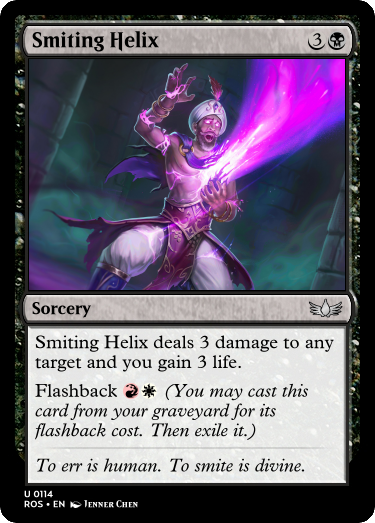 Smiting Helix 3
Sorcery
Smiting Helix deals 3 damage to any
target and you gain 3 life.
Flashback (You may cast this
card from your graveyard for its
flashback cost. Then exile it.)
To err is human. To smite is divine.
U 0114
ROS • EN Jenner Chen